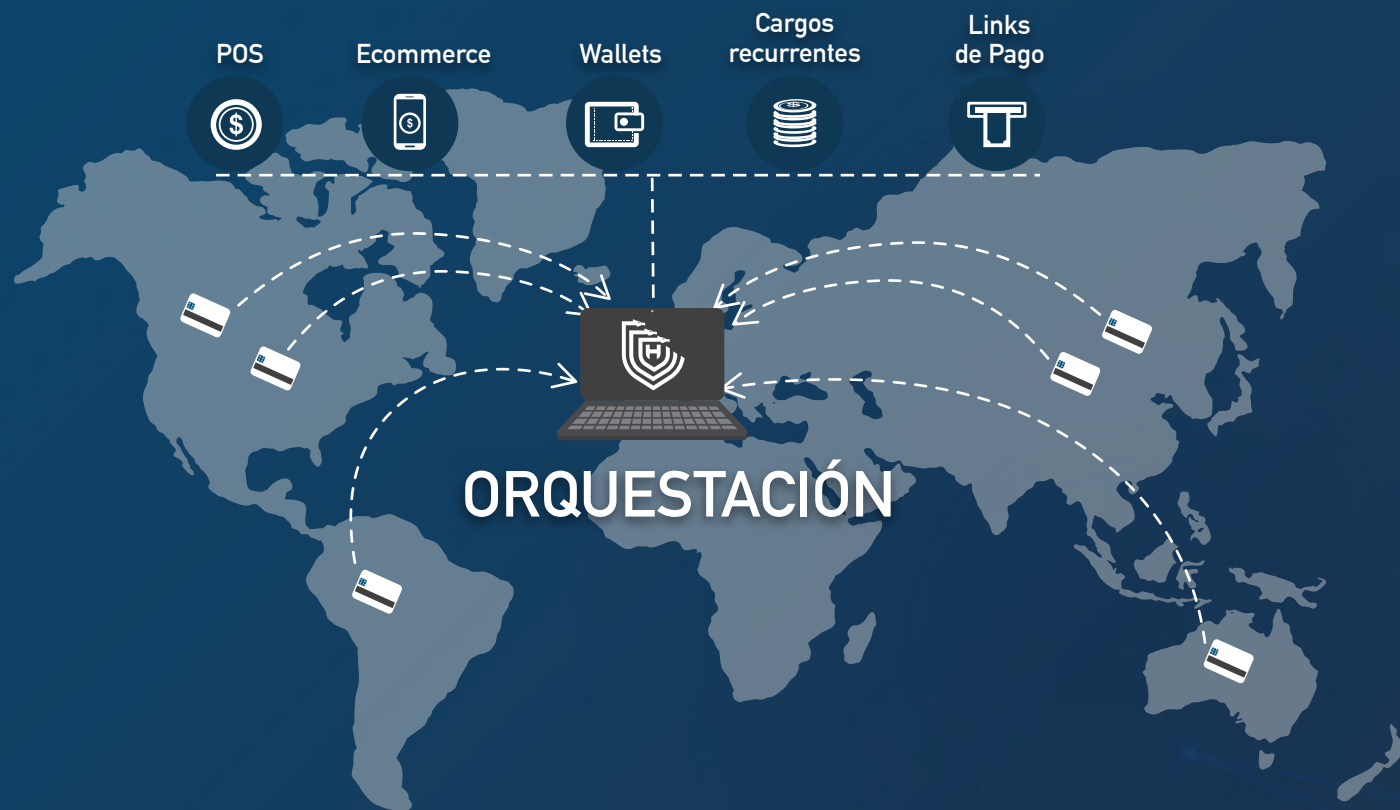 POS
Ecommerce
Wallets
Cargos
recurrentes
Links
de Pago
$
$
$
H
ORQUESTACIÓN